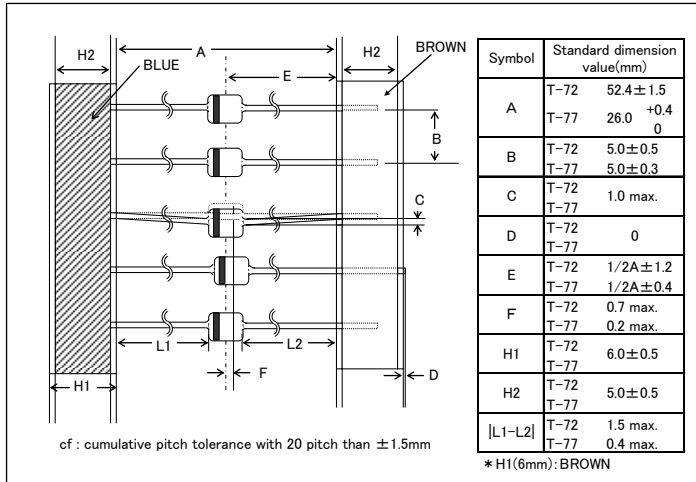 H2
A
H2
BROWN
BLUE
E
B
C
L1
L2
F
D
H1
cf : cumulative pitch tolerance with 20 pitch than ±1.5mm
Symbol Standard dimension value(mm)
A T-72 52.4±1.5
T-77 26.0 +0.4 0
B T-72 5.0±0.5
T-77 5.0±0.3
C T-72 1.0 max.
T-77
D T-72 0
T-77
E T-72 1/2A±1.2
T-77 1/2A±0.4
F T-72 0.7 max.
T-77 0.2 max.
H1 T-72 6.0±0.5
T-77
H2 T-72 5.0±0.5
T-77
|L1-L2| T-72 1.5 max.
T-77 0.4 max.
*H1(6mm):BROWN